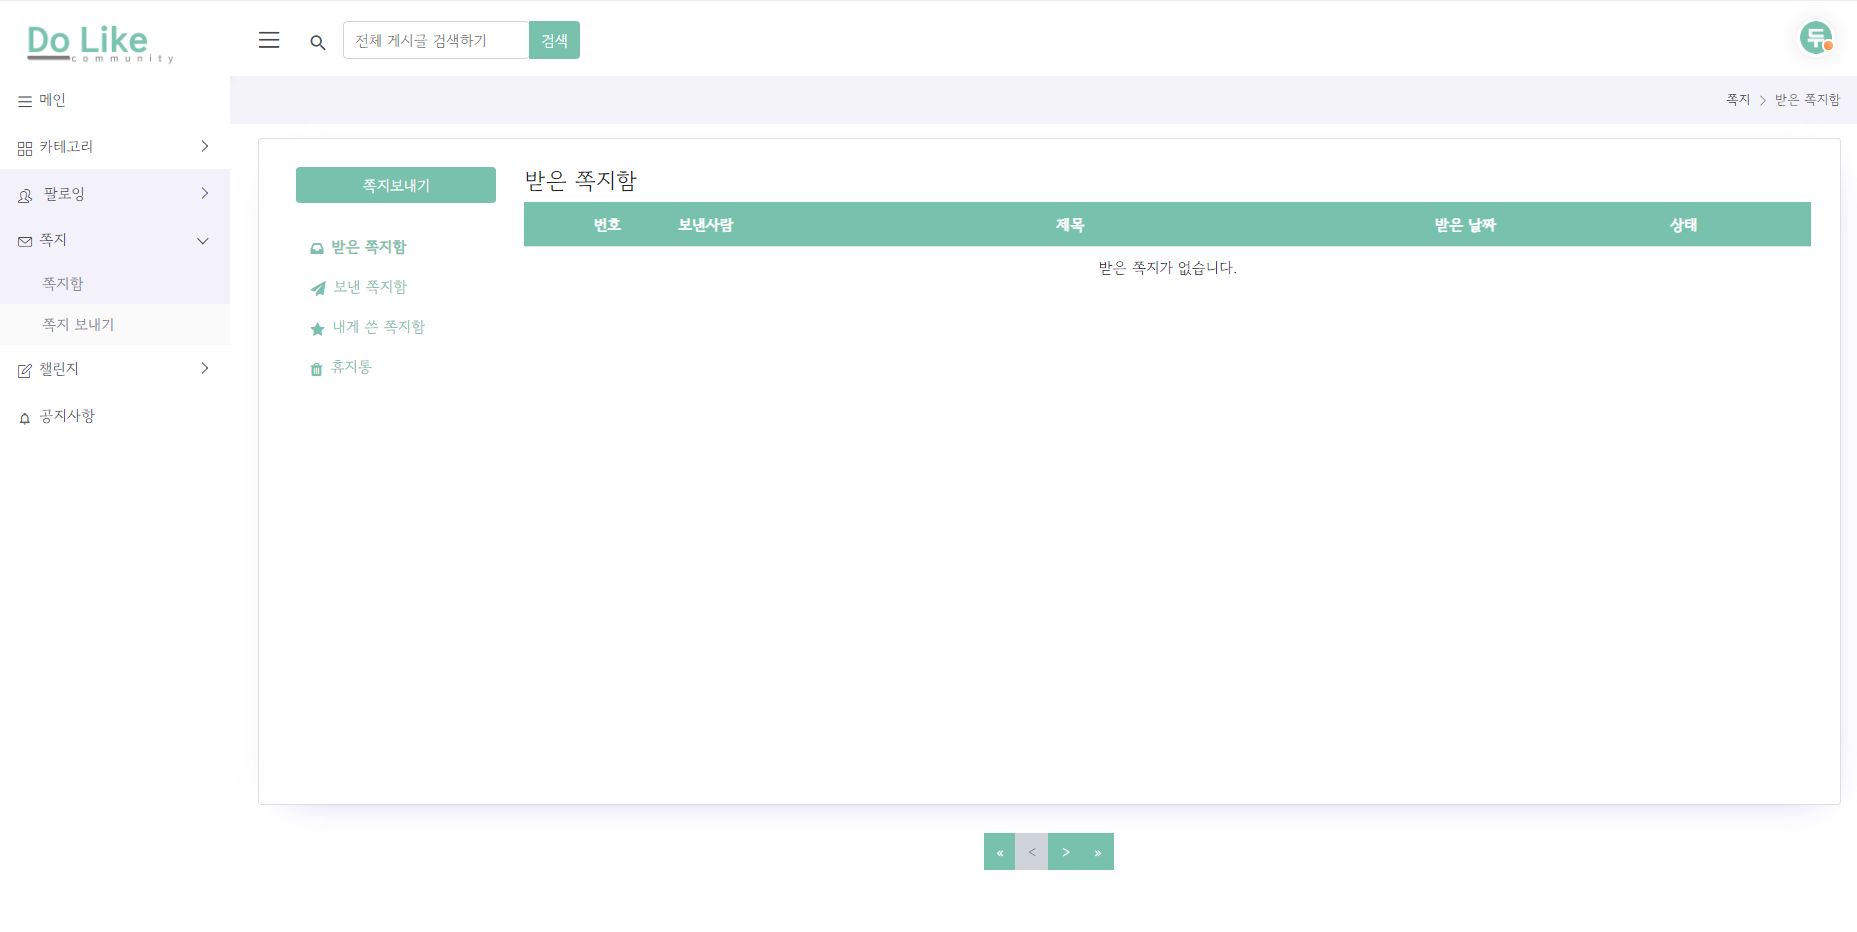 Do Like
community
전체 게시글 검색하기
검색
두
메인
카테고리
팔로잉
쪽지
쪽지함
쪽지 보내기
챌린지
공지사항
쪽지 > 받은 쪽지함
쪽지보내기
받은 쪽지함
보낸 쪽지함
내게 쓴 쪽지함
휴지통
받은 쪽지함
번호 보낸사람 제목 받은 날짜 상태
받은 쪽지가 없습니다.
« < > »